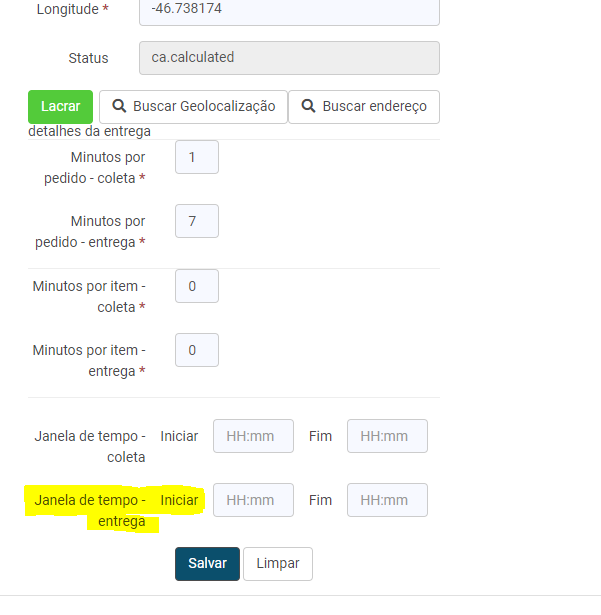 Longitude * -46.738174
Status ca.calculated
Lacrar Buscar Geolocalização Buscar endereço
detalhes da entrega
Minutos por 1
pedido - coleta *
Minutos por 7
pedido - entrega *
Minutos por item - 0
coleta *
Minutos por item - 0
entrega *
Janela de tempo - Iniciar HH:mm Fim HH:mm
coleta
Janela de tempo - Iniciar HH:mm Fim HH:mm
entrega
Salvar Limpar